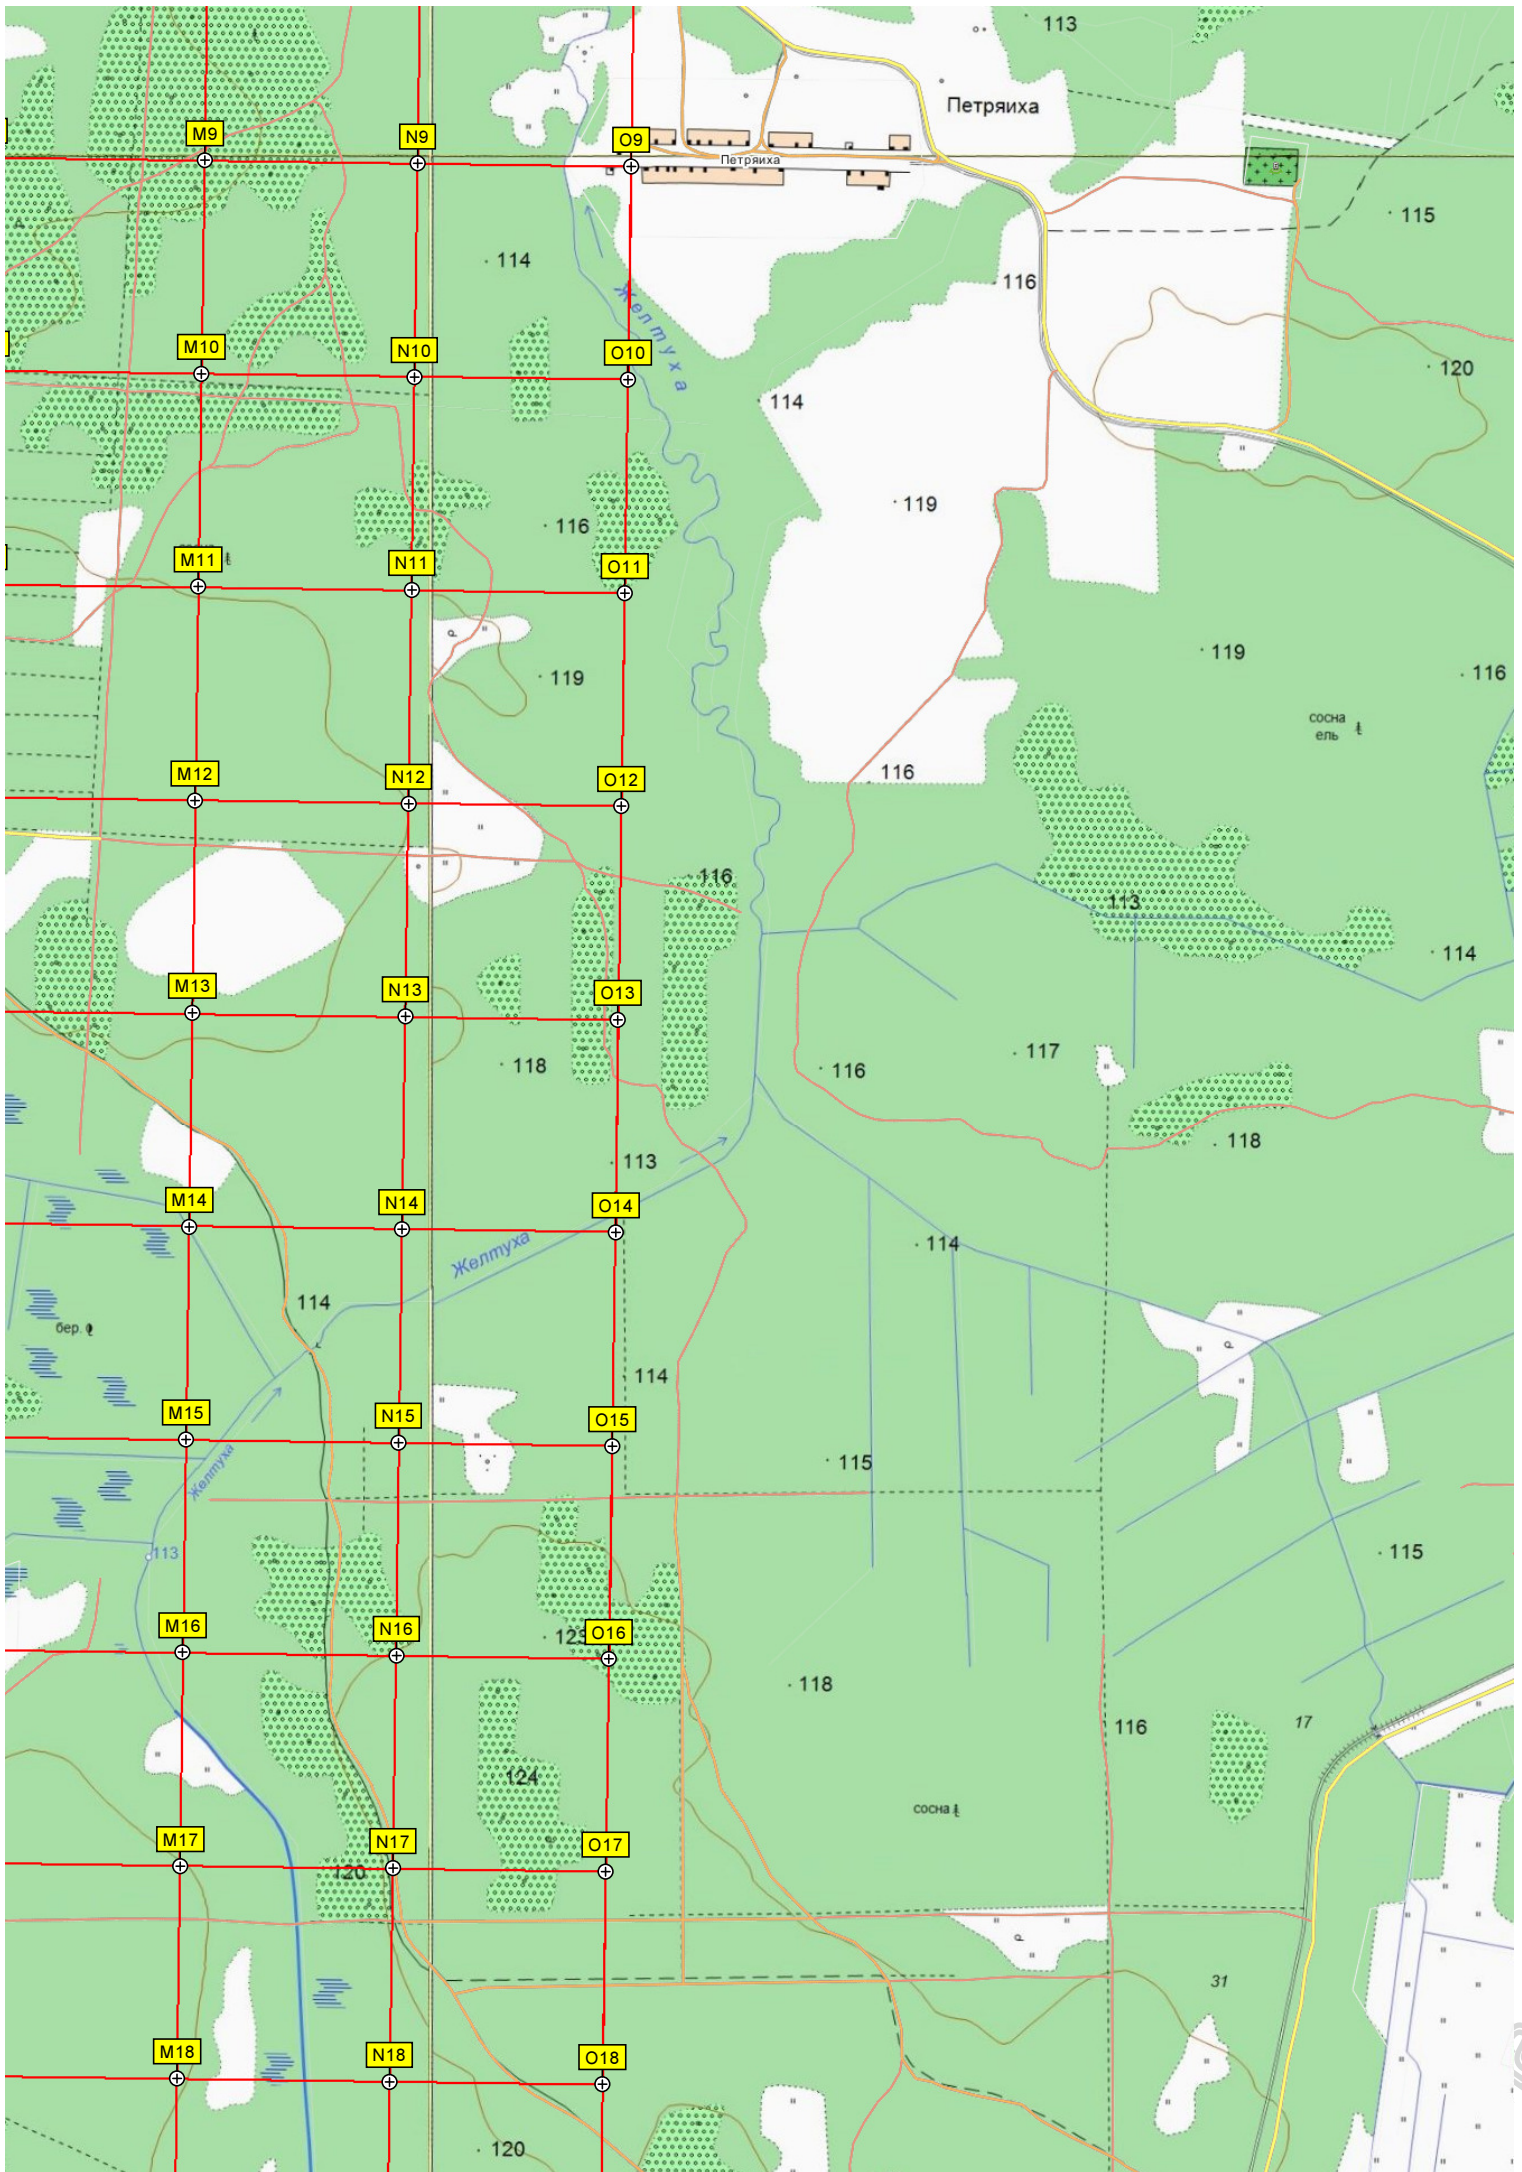 113
Петряиха
M9
N9
O9
Петряиха
115
114
116
Желтуха
M10
N10
O10
120
114
119
116
M11
N11
O11
119
119
116
сосна
ель
M12
N12
O12
116
116
113
114
M13
N13
O13
118
116
117
118
113
M14
N14
O14
Желтуха
114
114
бер.
114
M15
N15
O15
115
Желтуха
113
115
M16
N16
O16
118
116
17
124
сосна
M17
N17
O17
120
31
M18
N18
O18
120